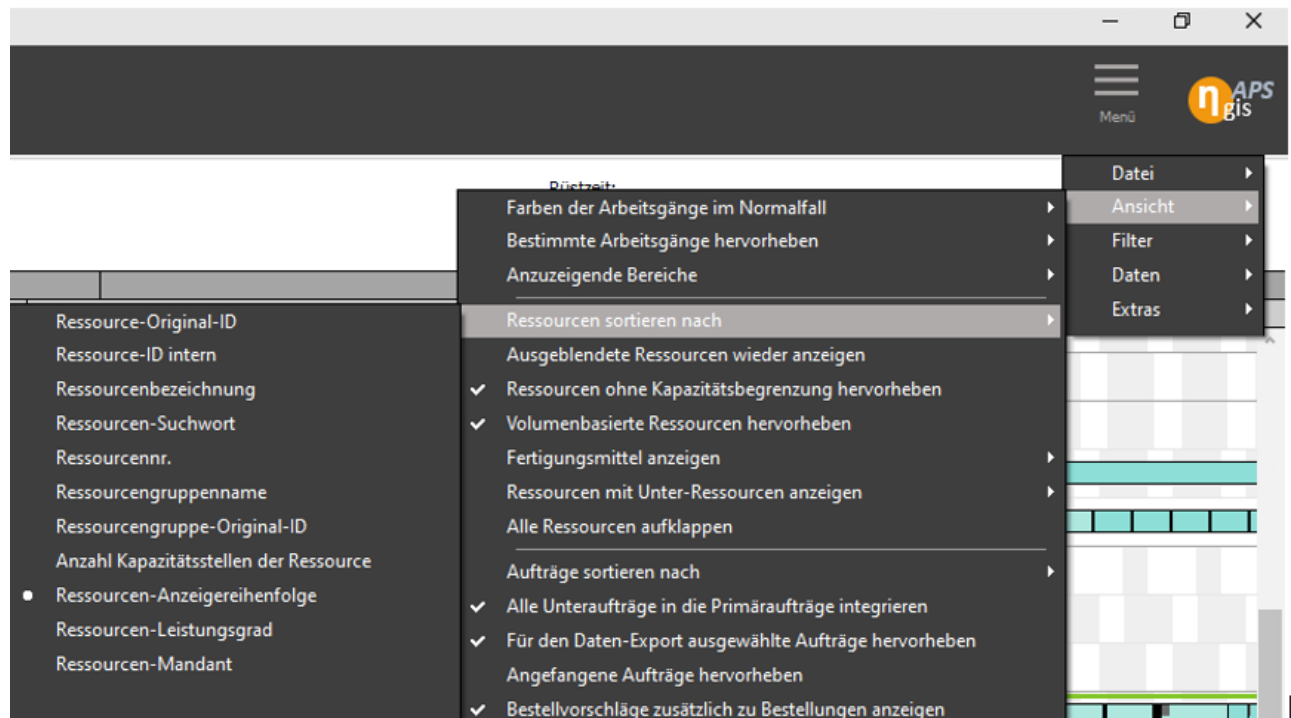 Menü
η gis APS
Rüstzeit:
Datei
Ansicht
Filter
Daten
Extras
Farben der Arbeitsgänge im Normalfall
Bestimmte Arbeitsgänge hervorheben
Anzuzeigende Bereiche
Ressourcen sortieren nach
Ausgeblendete Ressourcen wieder anzeigen
Ressourcen ohne Kapazitätsbegrenzung hervorheben
Volumenbasierte Ressourcen hervorheben
Fertigungsmittel anzeigen
Ressourcen mit Unter-Ressourcen anzeigen
Alle Ressourcen aufklappen
Aufträge sortieren nach
Alle Unteraufträge in die Primäraufträge integrieren
Für den Daten-Export ausgewählte Aufträge hervorheben
Angefangene Aufträge hervorheben
Bestellvorschläge zusätzlich zu Bestellungen anzeigen
Ressource-Original-ID
Ressource-ID intern
Ressourcenbezeichnung
Ressourcen-Suchwort
Ressourcennr.
Ressourcengruppenname
Ressourcengruppe-Original-ID
Anzahl Kapazitätsstellen der Ressource
Ressourcen-Anzeigereihenfolge
Ressourcen-Leistungsgrad
Ressourcen-Mandant